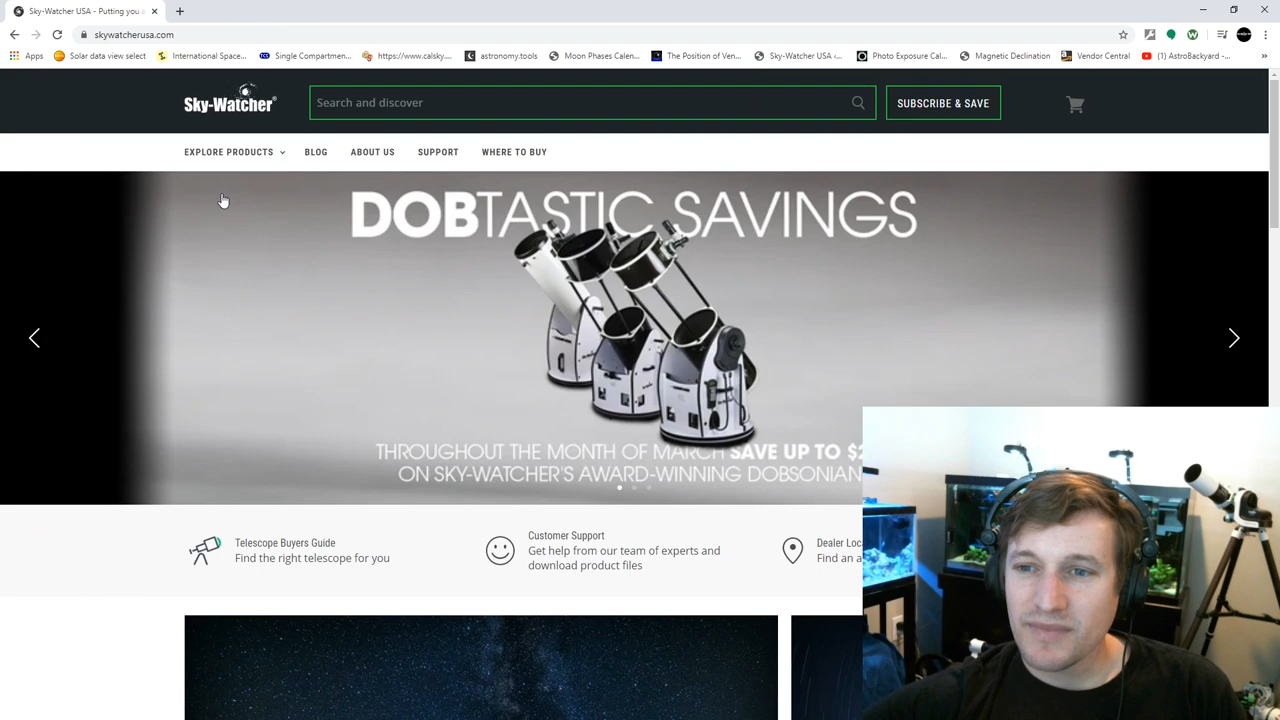 Sky-Watcher USA - Putting you a
skywatcherusa.com
Apps
Solar data view select
International Space...
Single Compartmen...
https://www.calsky....
astronomy.tools
Moon Phases Calen...
The Position of Ven...
Sky-Watcher USA ‹...
Photo Exposure Cal...
Magnetic Declination
Vendor Central
(1) AstroBackyard -...
»
Sky-Watcher®
Search and discover
SUBSCRIBE & SAVE
EXPLORE PRODUCTS
BLOG
ABOUT US
SUPPORT
WHERE TO BUY
DOBTASTIC SAVINGS
THROUGHOUT THE MONTH OF MARCH SAVE UP TO $2
ON SKY-WATCHER'S AWARD-WINNING DOBSONIAN
Telescope Buyers Guide
Find the right telescope for you
Customer Support
Get help from our team of experts and
download product files
Dealer Loc
Find an a